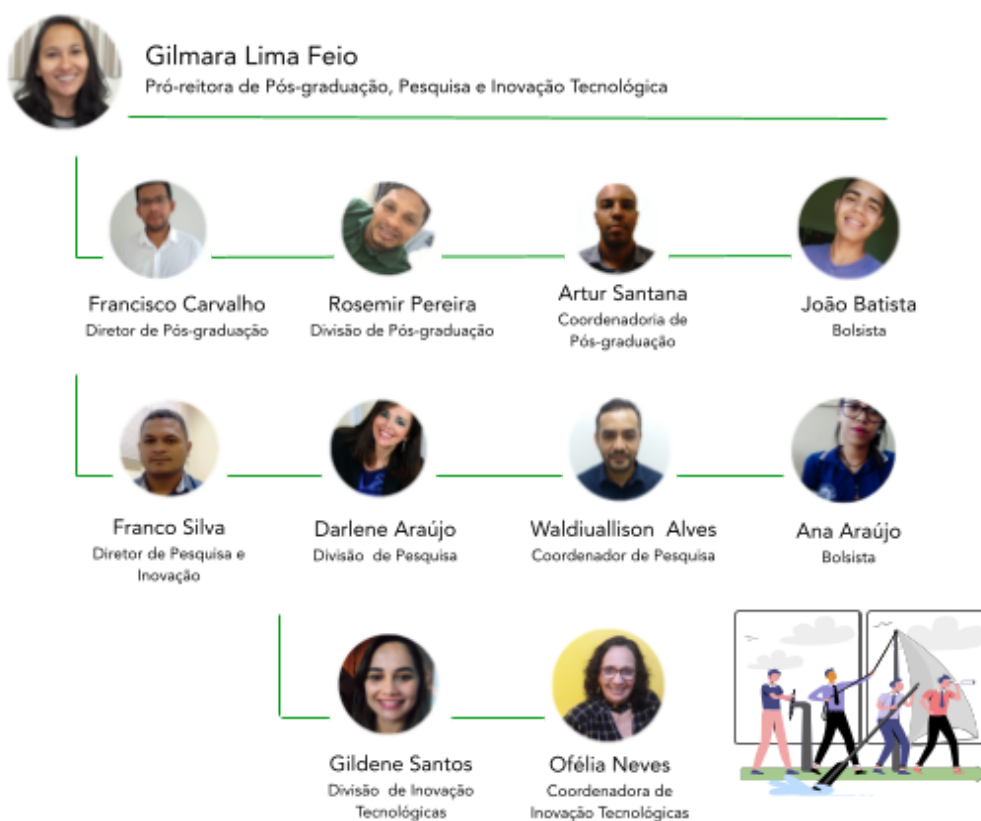 Gilmara Lima Feio
Pró-reitora de Pós-graduação, Pesquisa e Inovação Tecnológica
Francisco Carvalho
Diretor de Pós-graduação
Rosemir Pereira
Divisão de Pós-graduação
Artur Santana
Coordenadoria de
Pós-graduação
João Batista
Bolsista
Franco Silva
Diretor de Pesquisa e
Inovação
Darlene Araújo
Divisão de Pesquisa
Waldiuallison Alves
Coordenador de Pesquisa
Ana Araújo
Bolsista
Gildene Santos
Divisão de Inovação
Tecnológicas
Ofélia Neves
Coordenadora de
Inovação Tecnológicas